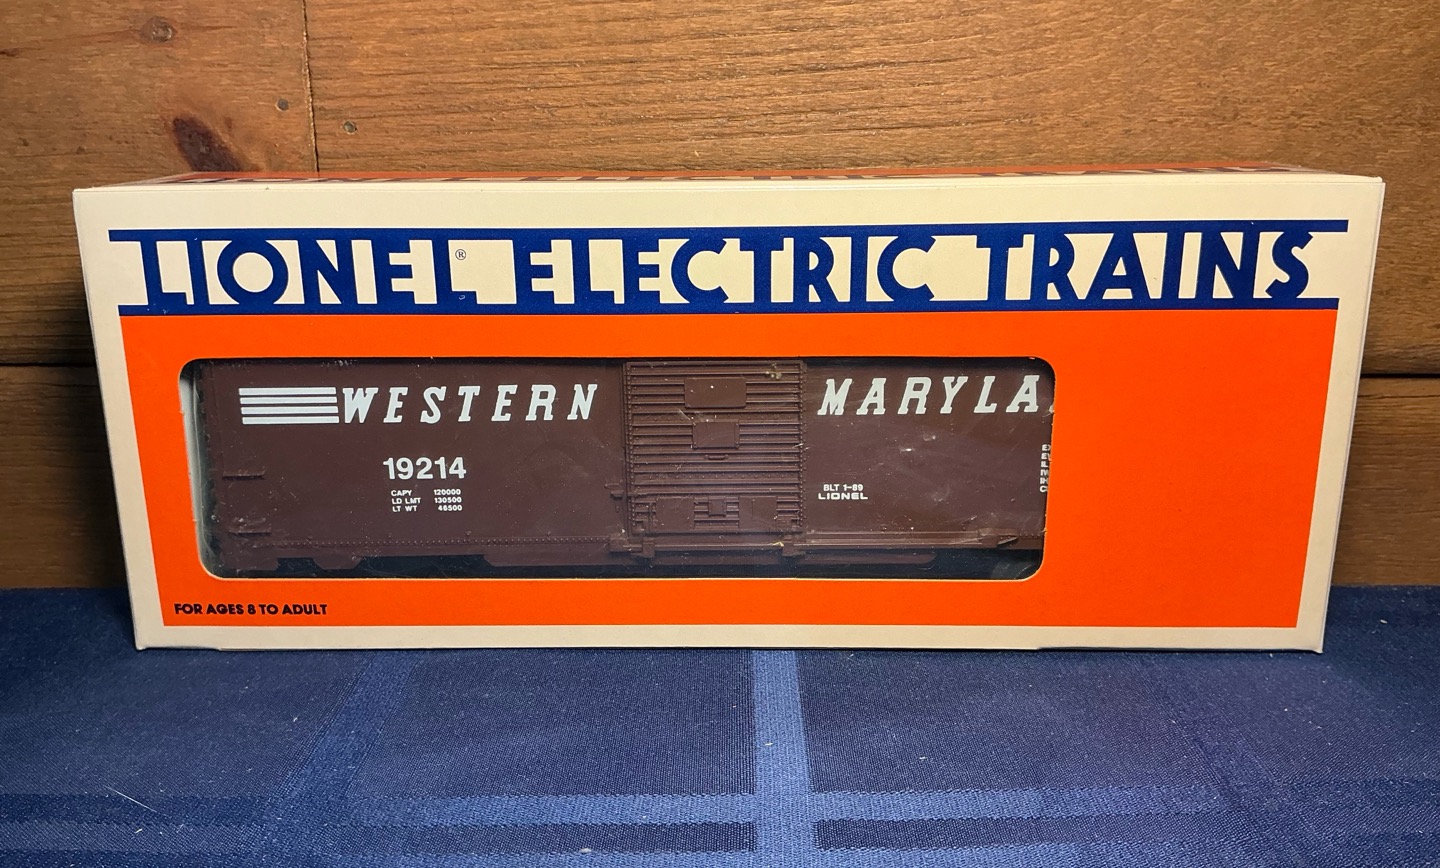 LIONEL® ELECTRIC TRAINS
WESTERN MARYLA
19214
CAPY 120000
LD LMT 130500
LT WT 46500
BLT 1-89
LIONEL
FOR AGES 8 TO ADULT